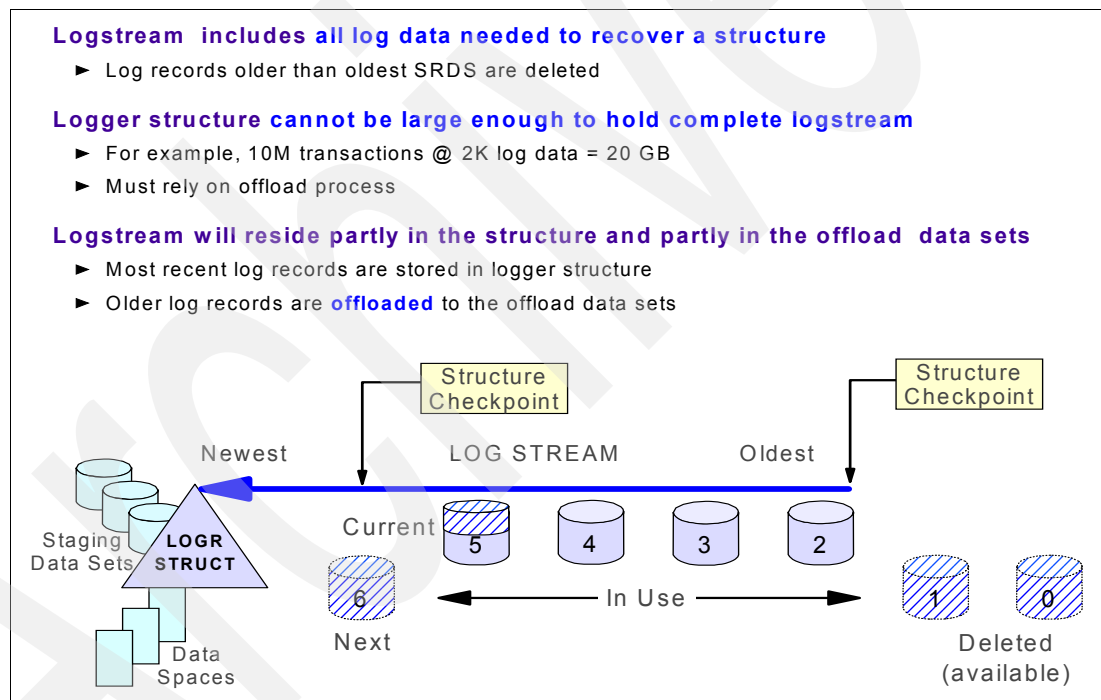 Logstream includes all log data needed to recover a structure
► Log records older than oldest SRDS are deleted
Logger structure cannot be large enough to hold complete logstream
► For example, 10M transactions @ 2K log data = 20 GB
► Must rely on offload process
Logstream will reside partly in the structure and partly in the offload data sets
► Most recent log records are stored in logger structure
► Older log records are offloaded to the offload data sets
Structure
Checkpoint
Structure
Checkpoint
Newest
LOG STREAM
Oldest
Current
5
4
3
2
Staging
Data Sets
LOGR
STRUCT
6
Next
In Use
1
0
Deleted
(available)
Data
Spaces
Archive